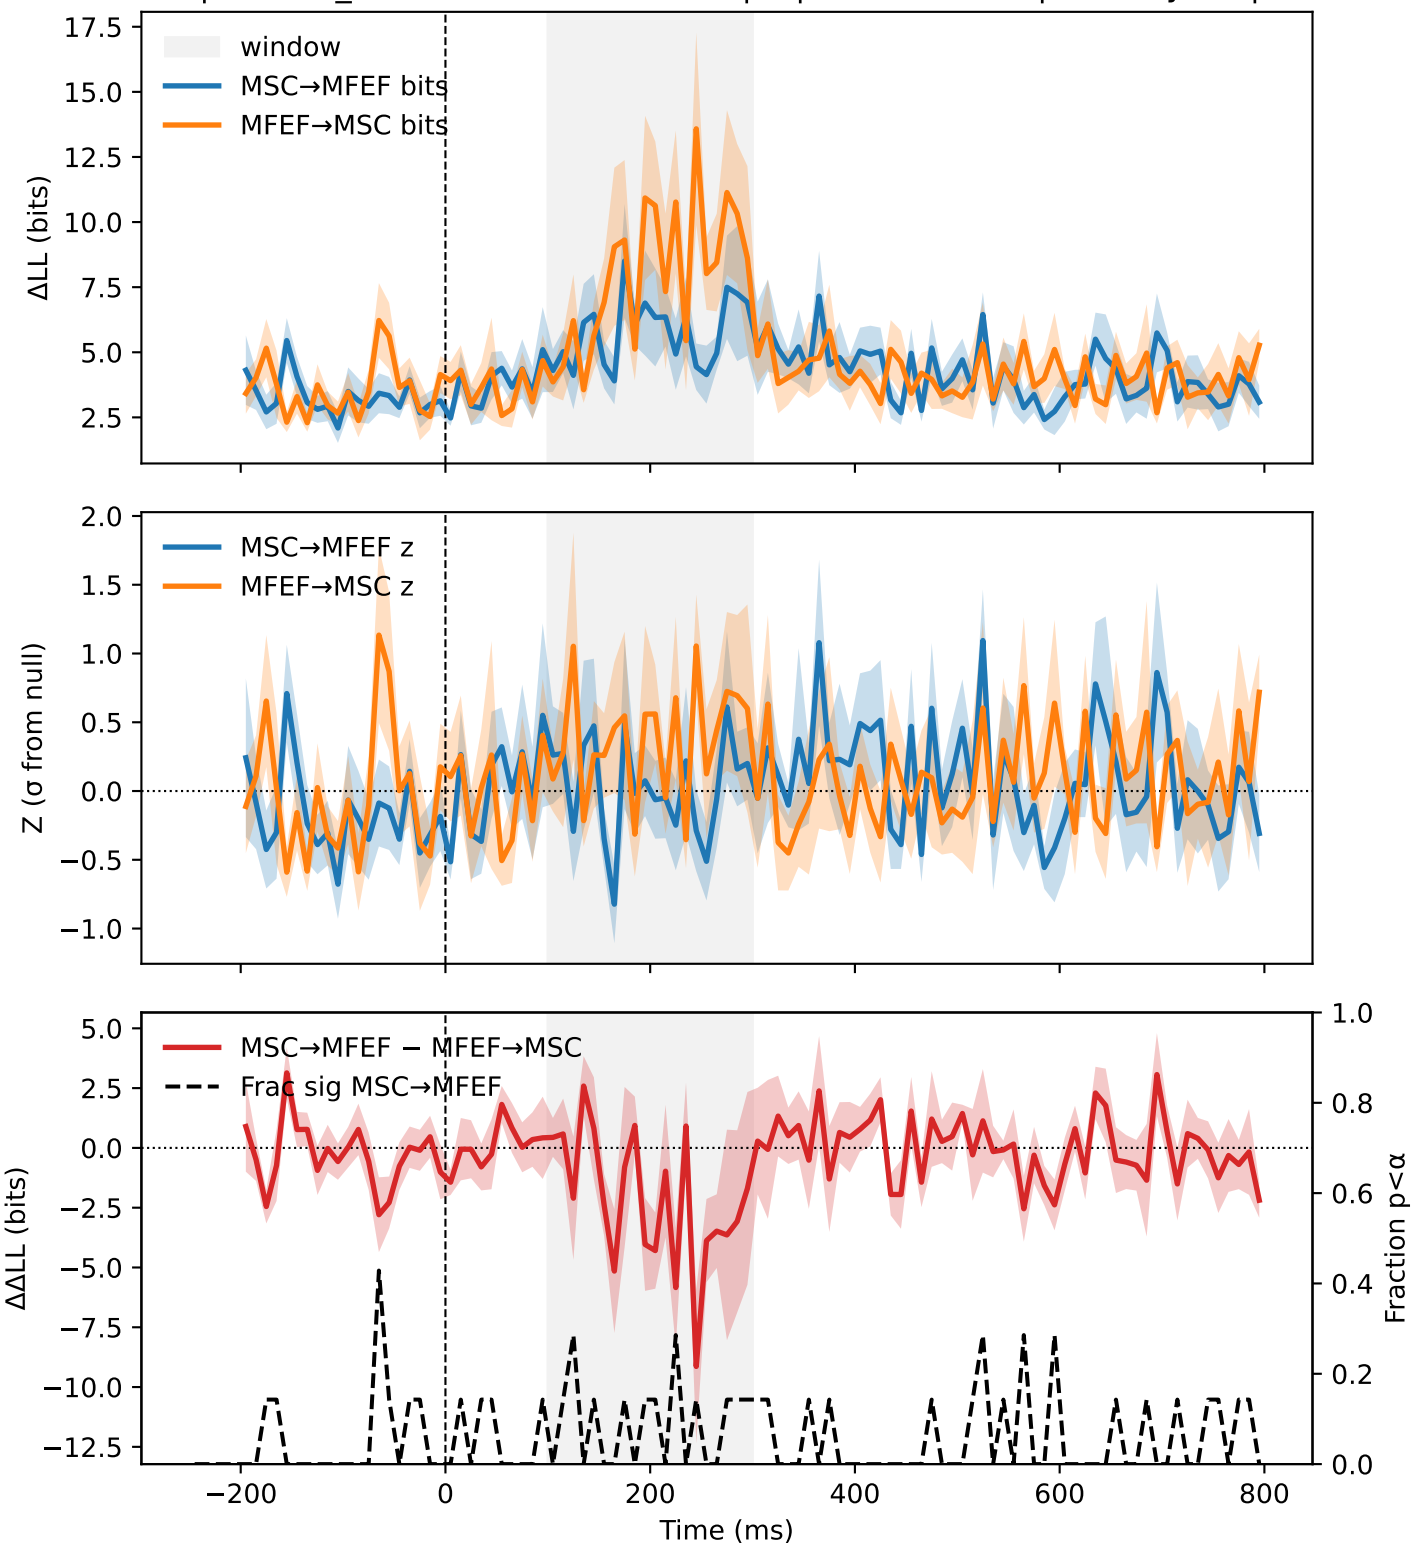 17.5
15.0
12.5
10.0
7.5
5.0
2.5
ΔLL (bits)
window
MSC→MFEF bits
MFEF→MSC bits
2.0
1.5
1.0
0.5
0.0
−0.5
−1.0
Z (σ from null)
MSC→MFEF z
MFEF→MSC z
5.0
2.5
0.0
−2.5
−5.0
−7.5
−10.0
−12.5
ΔΔLL (bits)
MSC→MFEF − MFEF→MSC
Frac sig MSC→MFEF
1.0
0.8
0.6
0.4
0.2
0.0
Fraction p<α
−200 0 200 400 600 800
Time (ms)